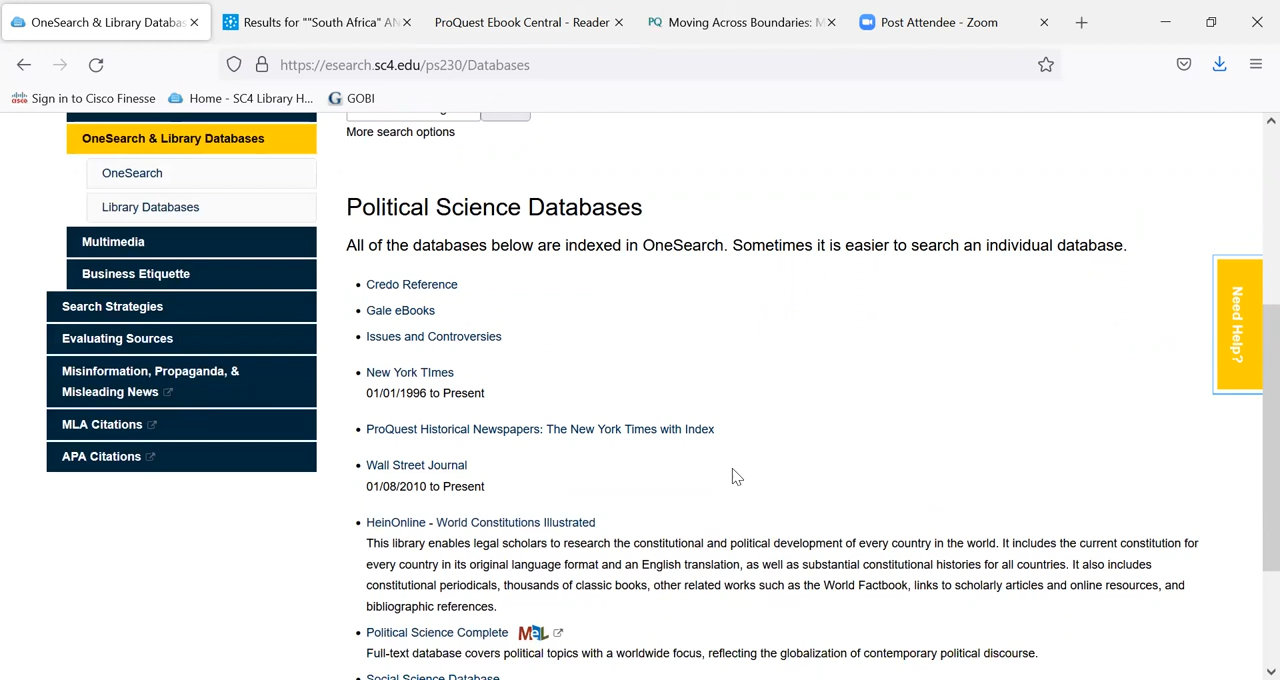 OneSearch & Library Databas
Results for ""South Africa" AN
ProQuest Ebook Central - Reader
PQ Moving Across Boundaries: M
Post Attendee - Zoom
https://esearch.sc4.edu/ps230/Databases
Sign in to Cisco Finesse
Home - SC4 Library H...
G GOBI
More search options
OneSearch & Library Databases
OneSearch
Library Databases
Multimedia
Business Etiquette
Search Strategies
Evaluating Sources
Misinformation, Propaganda, &
Misleading News
MLA Citations
APA Citations
Political Science Databases
All of the databases below are indexed in OneSearch. Sometimes it is easier to search an individual database.
• Credo Reference
• Gale eBooks
• Issues and Controversies
• New York TImes
01/01/1996 to Present
• ProQuest Historical Newspapers: The New York Times with Index
• Wall Street Journal
01/08/2010 to Present
• HeinOnline - World Constitutions Illustrated
This library enables legal scholars to research the constitutional and political development of every country in the world. It includes the current constitution for
every country in its original language format and an English translation, as well as substantial constitutional histories for all countries. It also includes
constitutional periodicals, thousands of classic books, other related works such as the World Factbook, links to scholarly articles and online resources, and
bibliographic references.
• Political Science Complete MeL
Full-text database covers political topics with a worldwide focus, reflecting the globalization of contemporary political discourse.
• Social Science Database
Need Help?